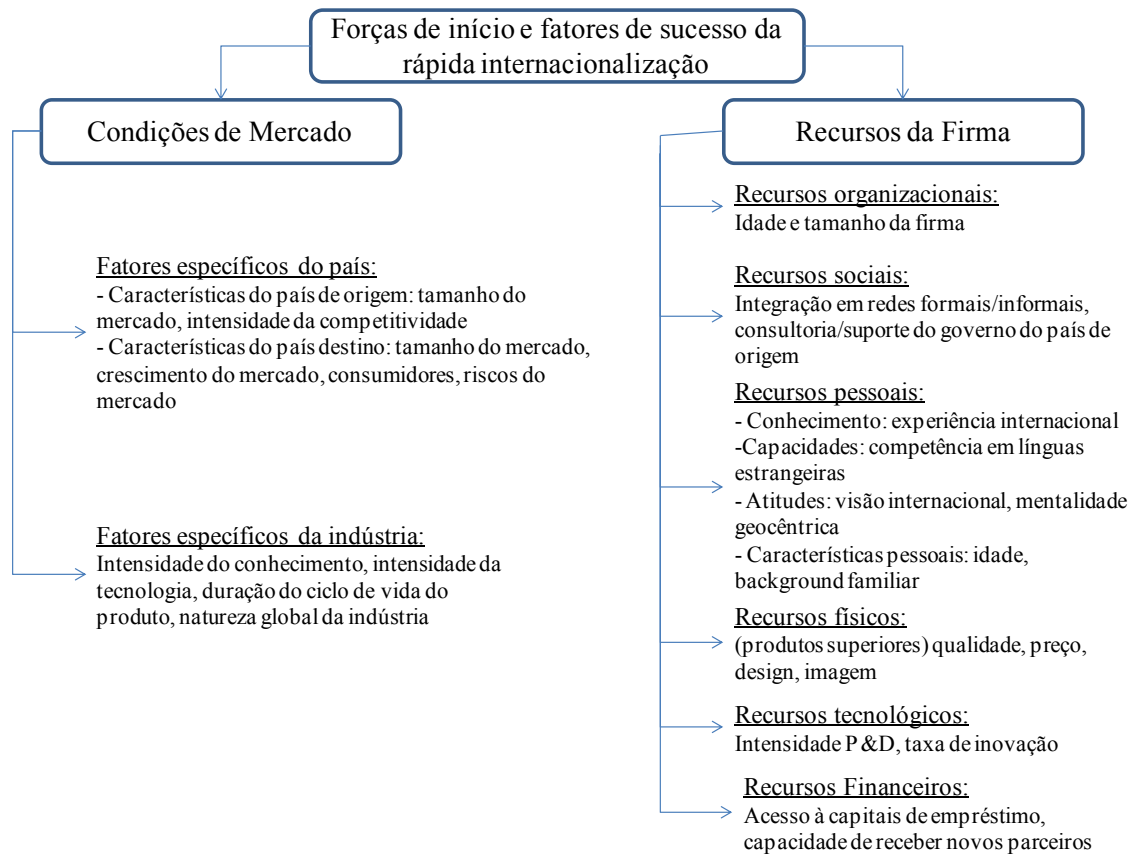 Forças de início e fatores de sucesso da
rápida internacionalização
Condições de Mercado
Fatores específicos do país:
- Características do país de origem: tamanho do
mercado, intensidade da competitividade
- Características do país destino: tamanho do mercado,
crescimento do mercado, consumidores, riscos do
mercado
Fatores específicos da indústria:
Intensidade do conhecimento, intensidade da
tecnologia, duração do ciclo de vida do
produto, natureza global da indústria
Recursos da Firma
Recursos organizacionais:
Idade e tamanho da firma
Recursos sociais:
Integração em redes formais/informais,
consultoria/suporte do governo do país de
origem
Recursos pessoais:
- Conhecimento: experiência internacional
-Capacidades: competência em línguas
estrangeiras
- Atitudes: visão internacional, mentalidade
geocêntrica
- Características pessoais: idade,
background familiar
Recursos físicos:
(produtos superiores) qualidade, preço,
design, imagem
Recursos tecnológicos:
Intensidade P&D, taxa de inovação
Recursos Financeiros:
Acesso à capitais de empréstimo,
capacidade de receber novos parceiros